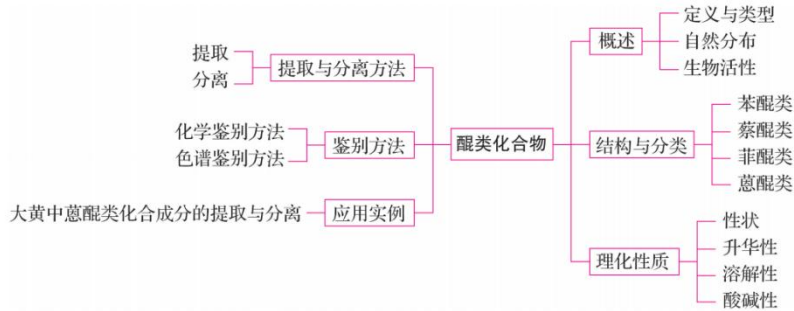 提取
分离
提取与分离方法
化学鉴别方法
色谱鉴别方法
鉴别方法
大黄中蒽醌类化合成分的提取与分离
应用实例
醌类化合物
概述
定义与类型
自然分布
生物活性
结构与分类
苯醌类
萘醌类
菲醌类
蒽醌类
理化性质
性状
升华性
溶解性
酸碱性